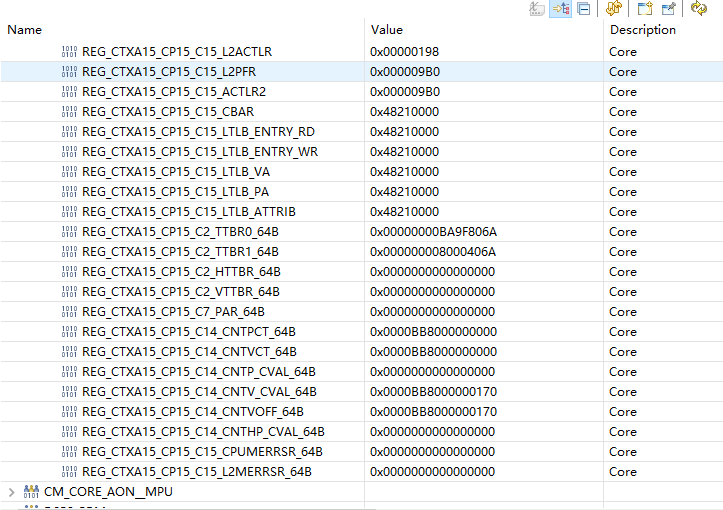 Name Value Description
REG_CTXA15_CP15_C15_L2ACTLR 0x00000198 Core
REG_CTXA15_CP15_C15_L2PFR 0x000009B0 Core
REG_CTXA15_CP15_C15_ACTLR2 0x000009B0 Core
REG_CTXA15_CP15_C15_CBAR 0x48210000 Core
REG_CTXA15_CP15_C15_LTLB_ENTRY_RD 0x48210000 Core
REG_CTXA15_CP15_C15_LTLB_ENTRY_WR 0x48210000 Core
REG_CTXA15_CP15_C15_LTLB_VA 0x48210000 Core
REG_CTXA15_CP15_C15_LTLB_PA 0x48210000 Core
REG_CTXA15_CP15_C15_LTLB_ATTRIB 0x48210000 Core
REG_CTXA15_CP15_C2_TTBR0_64B 0x00000000BA9F806A Core
REG_CTXA15_CP15_C2_TTBR1_64B 0x000000008000406A Core
REG_CTXA15_CP15_C2_HTTBR_64B 0x0000000000000000 Core
REG_CTXA15_CP15_C2_VTTBR_64B 0x0000000000000000 Core
REG_CTXA15_CP15_C7_PAR_64B 0x0000000000000000 Core
REG_CTXA15_CP15_C14_CNTPCT_64B 0x0000BB8000000000 Core
REG_CTXA15_CP15_C14_CNTVCT_64B 0x0000BB8000000000 Core
REG_CTXA15_CP15_C14_CNTP_CVAL_64B 0x0000000000000000 Core
REG_CTXA15_CP15_C14_CNTV_CVAL_64B 0x0000BB8000000170 Core
REG_CTXA15_CP15_C14_CNTVOFF_64B 0x0000BB8000000170 Core
REG_CTXA15_CP15_C14_CNTHP_CVAL_64B 0x0000000000000000 Core
REG_CTXA15_CP15_C15_CPUMERRSR_64B 0x0000000000000000 Core
REG_CTXA15_CP15_C15_L2MERRSR_64B 0x0000000000000000 Core
CM_CORE_AON__MPU